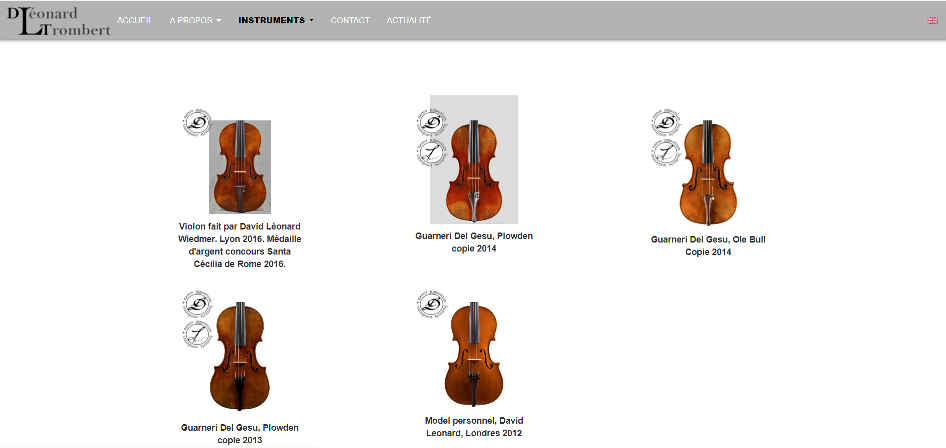 David Léonard
Trombert
ACCUEIL
A PROPOS
INSTRUMENTS
CONTACT
ACTUALITÉ
Violon fait par David Léonard
Wiedmer. Lyon 2016. Médaille
d'argent concours Santa
Cécilia de Rome 2016.
Guarneri Del Gesu, Plowden
copie 2014
Guarneri Del Gesu, Ole Bull
Copie 2014
Guarneri Del Gesu, Plowden
copie 2013
Model personnel, David
Leonard, Londres 2012